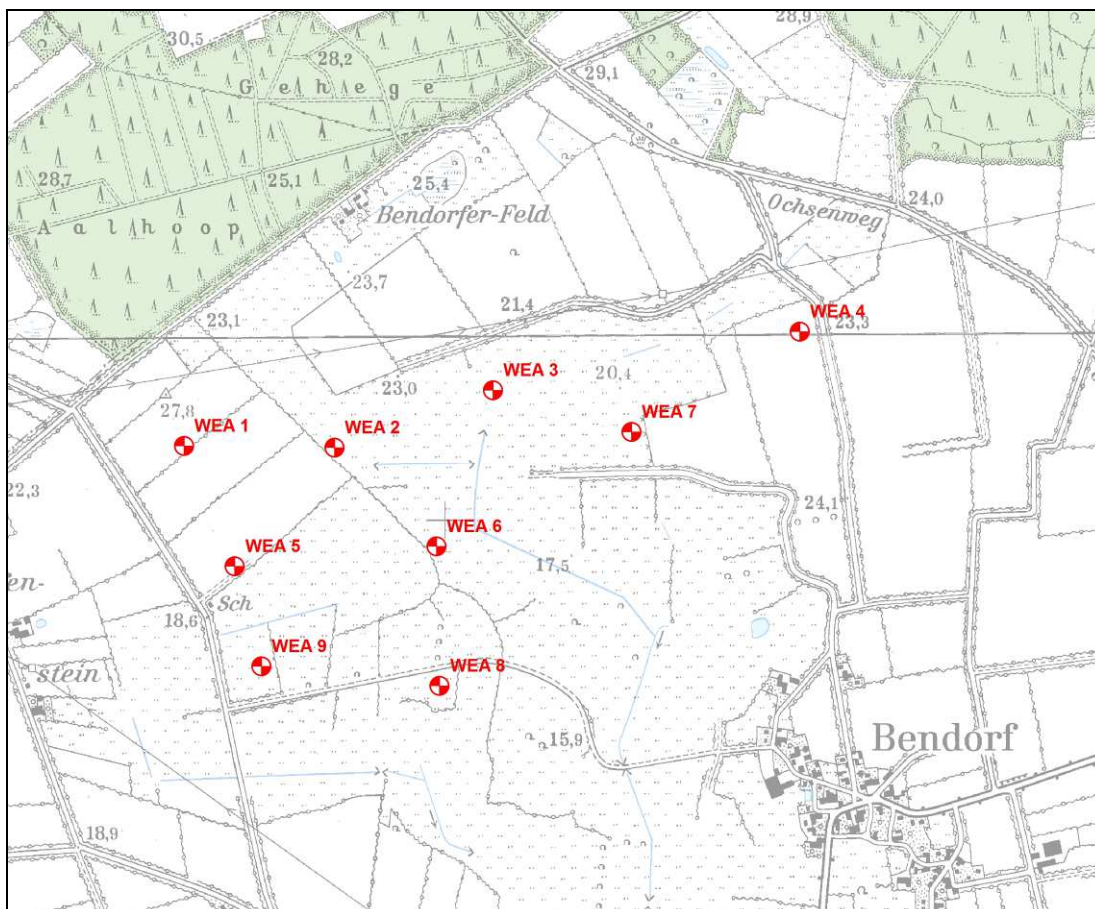 30,5
28,9
28,2
Gehege
29,1
28,7
25,1
25,4
24,0
Aalhoop
Bendorfer-Feld
Ochsenweg
23,7
23,1
21,4
WEA 4
23,3
WEA 3
23,0
20,4
27,8
WEA 1
WEA 2
WEA 7
22,3
24,1
WEA 6
WEA 5
17,5
en-
Sch
18,6
WEA 9
stein
WEA 8
15,9
Bendorf
18,9